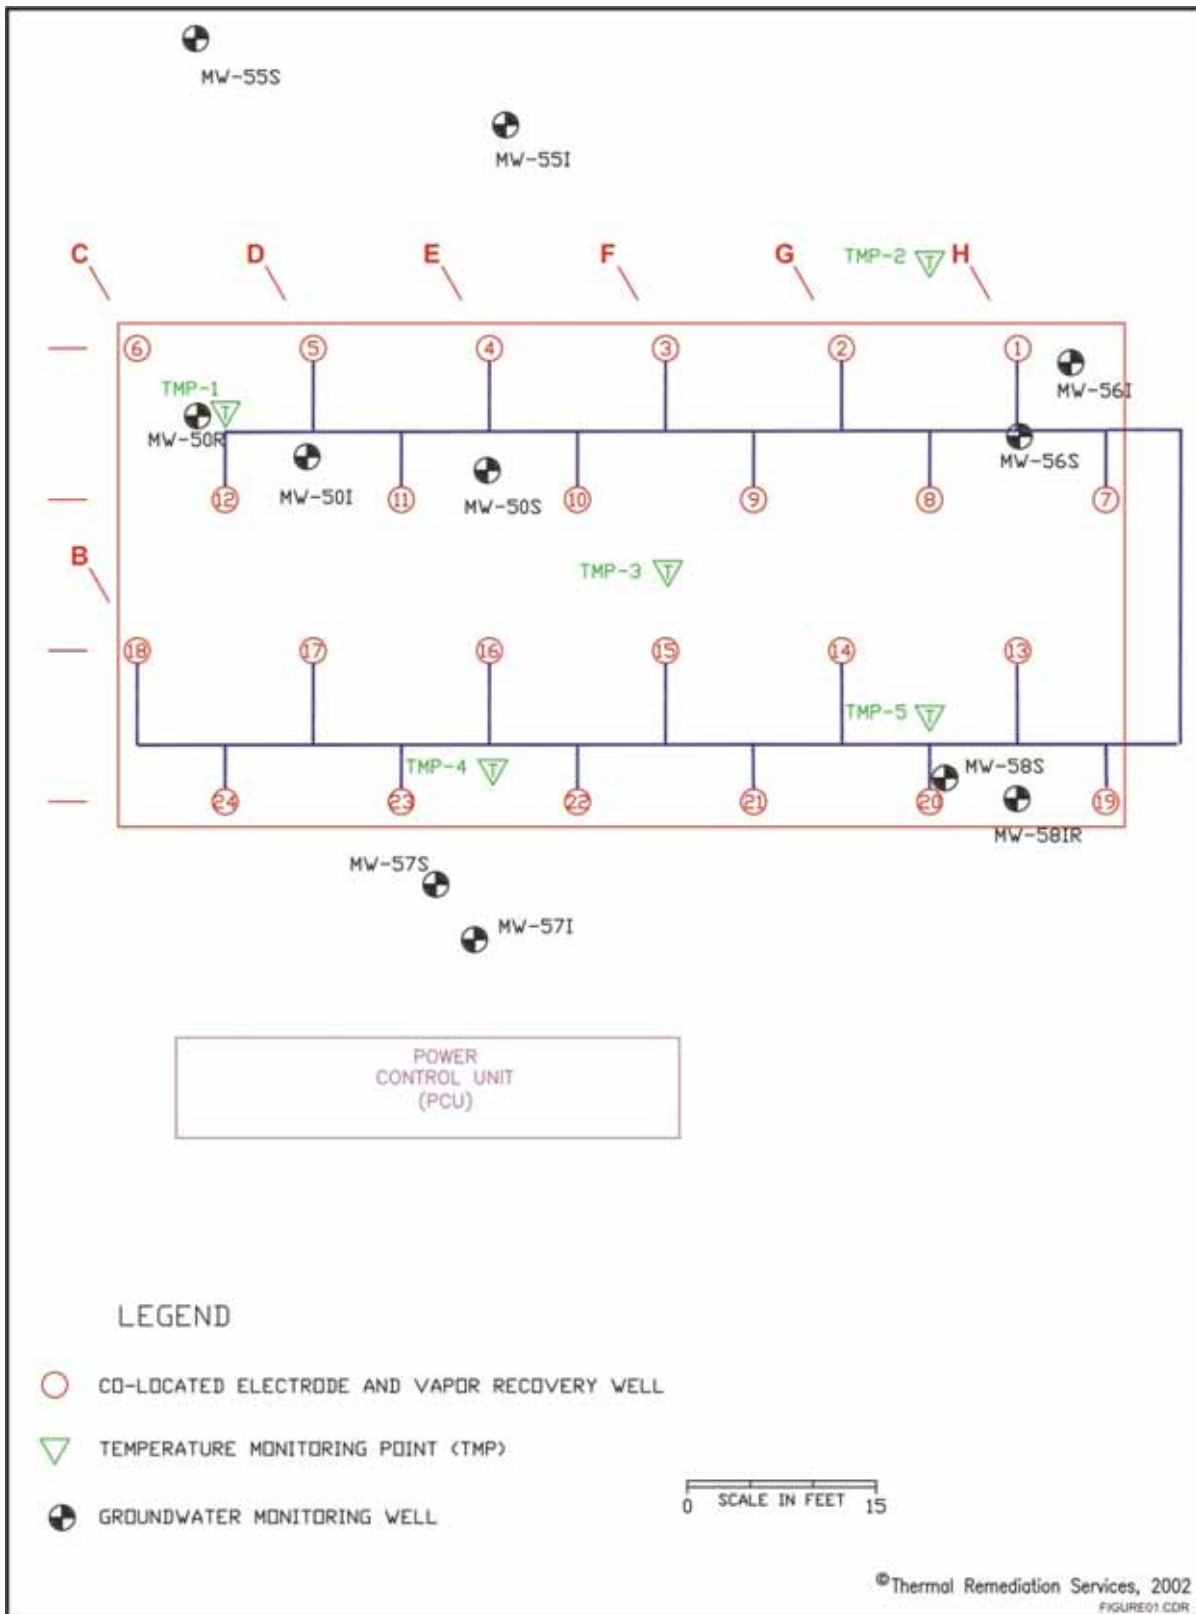 MW-55S
MW-55I
C D E F G TMP-2 T H
6 5 4 3 2 1
TMP-1 T
MW-56I
MW-50R
MW-56S
MW-50I MW-50S
12 11 10 9 8 7
B
TMP-3 T
18 17 16 15 14 13
TMP-5 T
TMP-4 T
MW-58S
24 23 22 21 20 19
MW-58IR
MW-57S
MW-57I
POWER
CONTROL UNIT
(PCU)
LEGEND
CO-LOCATED ELECTRODE AND VAPOR RECOVERY WELL
TEMPERATURE MONITORING POINT (TMP)
GROUNDWATER MONITORING WELL
0 SCALE IN FEET 15
©Thermal Remediation Services, 2002
FIGURE01.CDR